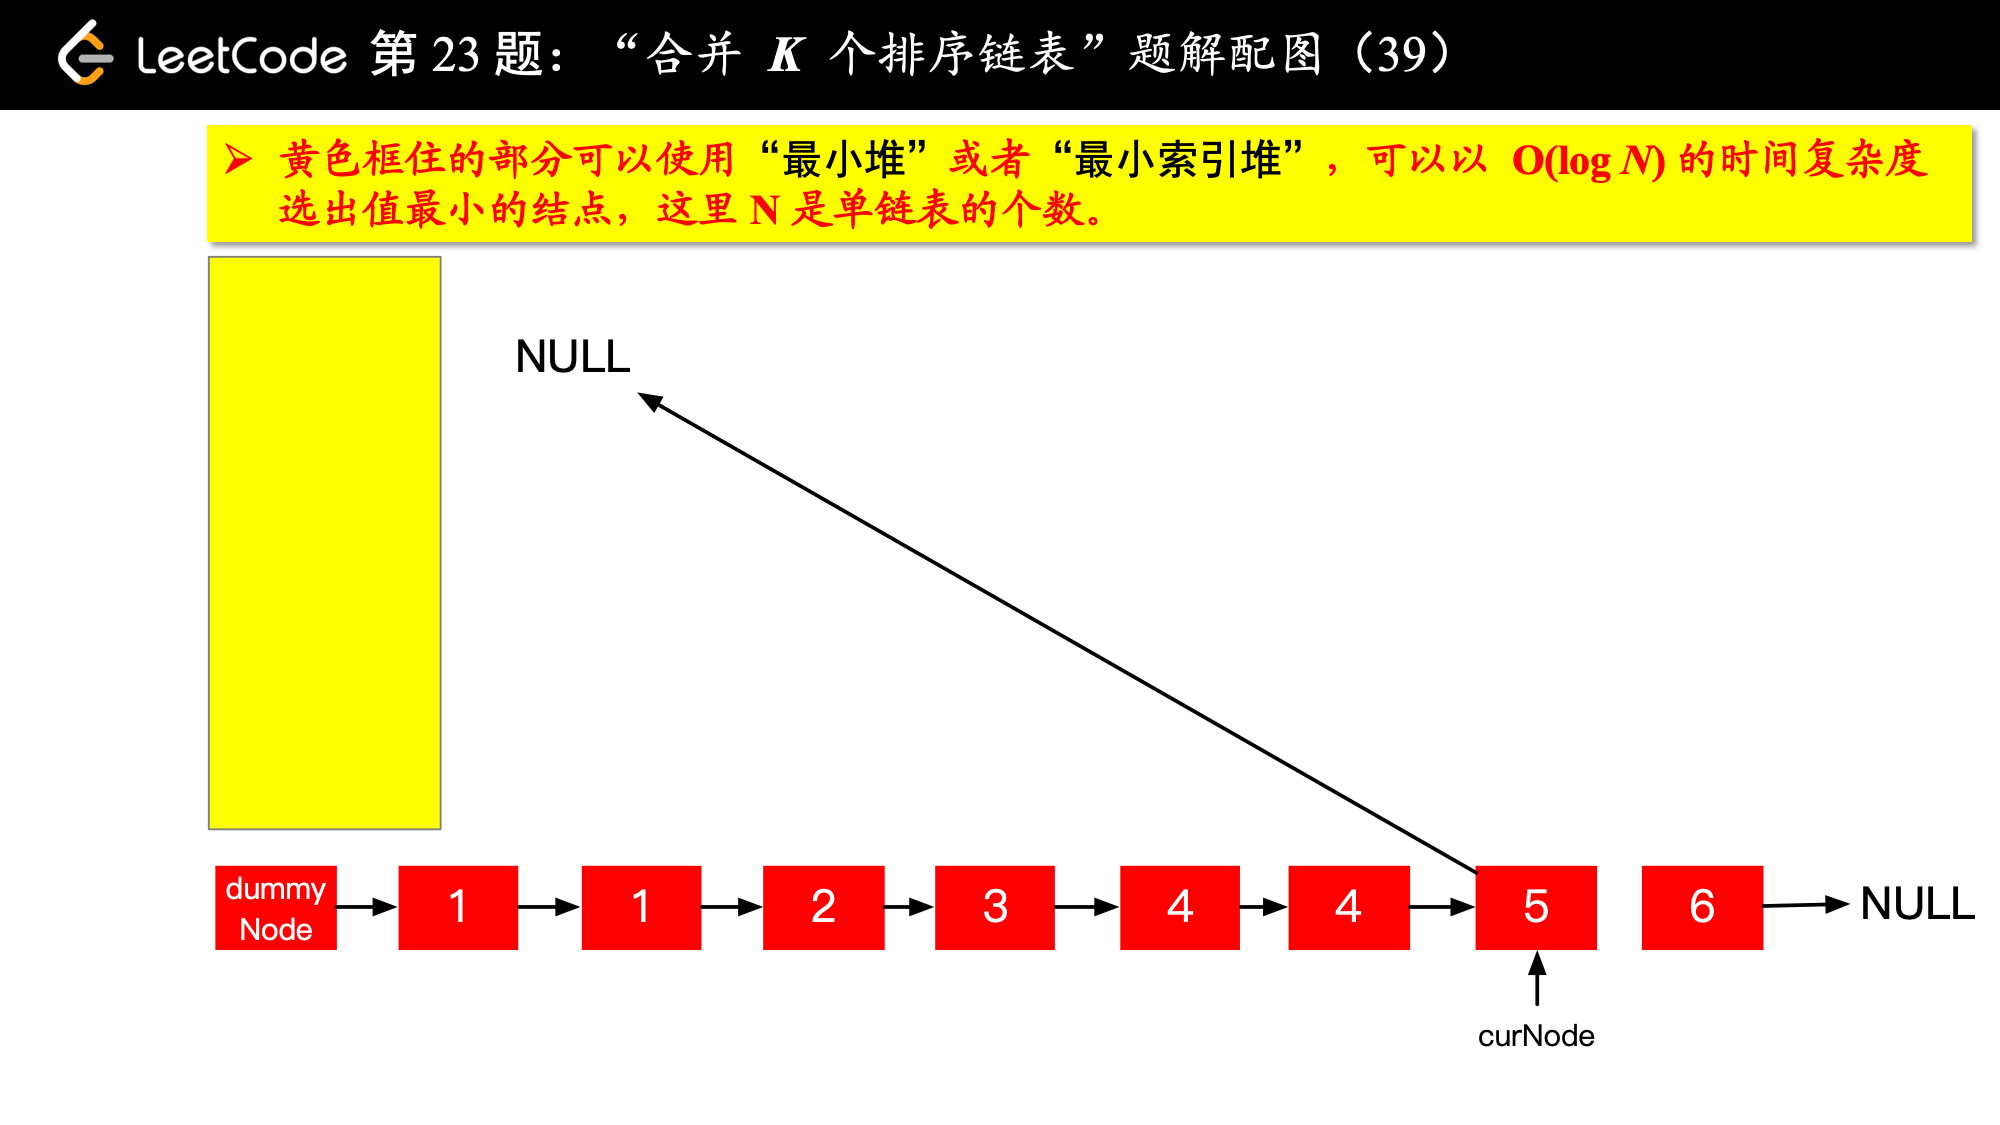 LeetCode 第 23 题：“合并 K 个排序链表”题解配图（39）
➢ 黄色框住的部分可以使用“最小堆”或者“最小索引堆”，可以以 O(log N) 的时间复杂度
选出值最小的结点，这里 N 是单链表的个数。
NULL
dummy
Node
1
1
2
3
4
4
5
6
NULL
curNode